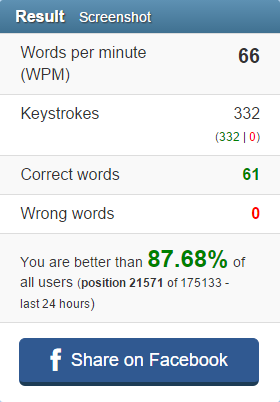 Result Screenshot
Words per minute 66
(WPM)
Keystrokes 332
(332 | 0)
Correct words 61
Wrong words 0
You are better than 87.68% of
all users (position 21571 of 175133 -
last 24 hours)
f Share on Facebook